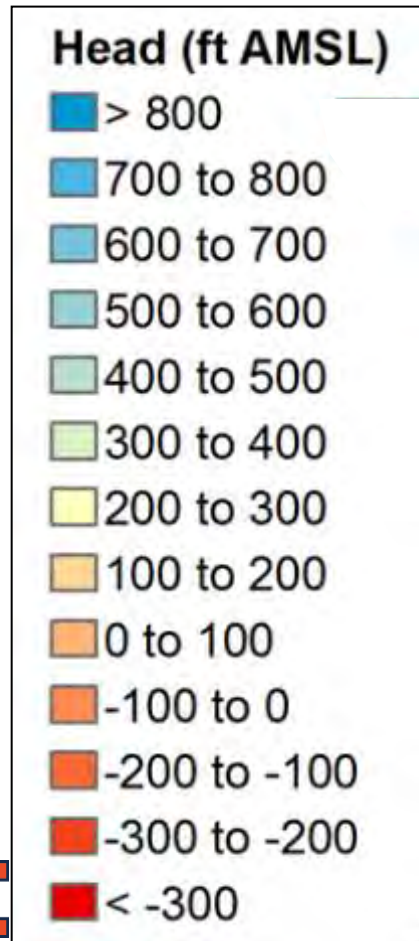 Head (ft AMSL)
> 800
700 to 800
600 to 700
500 to 600
400 to 500
300 to 400
200 to 300
100 to 200
0 to 100
-100 to 0
-200 to -100
-300 to -200
< -300